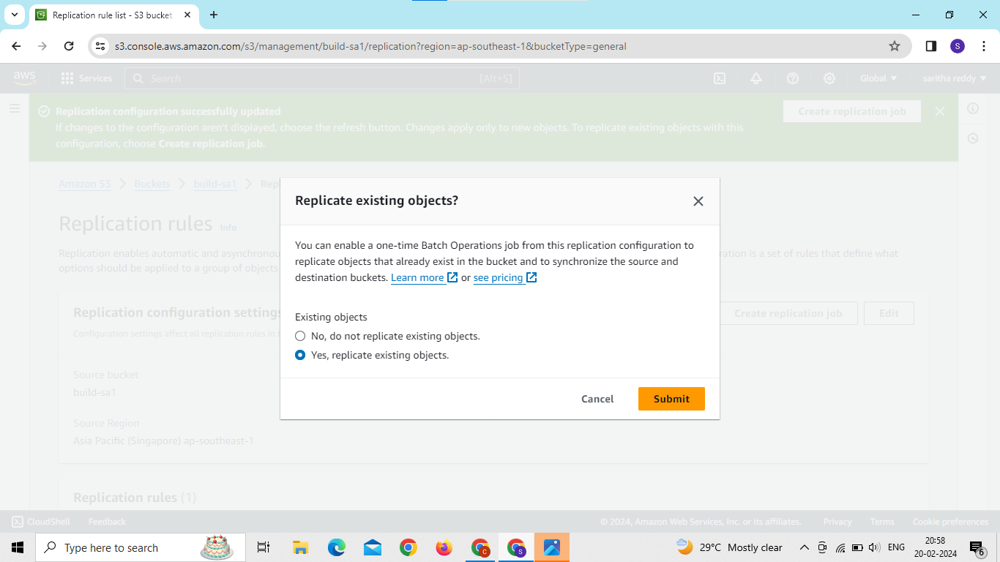 Replication rule list - S3 bucket
s3.console.aws.amazon.com/s3/management/build-sa1/replication?region=ap-southeast-1&bucketType=general
S
aws
Services
Search
[Alt+S]
Global
saritha reddy
Replication configuration successfully updated
If changes to the configuration aren't displayed, choose the refresh button. Changes apply only to new objects. To replicate existing objects with this
configuration, choose Create replication job.
Create replication job
Amazon S3
Buckets
build-sa1
Repl
Replication rules Info
Replication enables automatic and asynchronou
ration is a set of rules that define what
options should be applied to a group of objects
Replication configuration settings
Create replication job
Edit
Configuration settings affect all replication rules in t
Source bucket
build-sa1
Source Region
Asia Pacific (Singapore) ap-southeast-1
Replication rules (1)
Replicate existing objects?
You can enable a one-time Batch Operations job from this replication configuration to
replicate objects that already exist in the bucket and to synchronize the source and
destination buckets. Learn more or see pricing
Existing objects
No, do not replicate existing objects.
Yes, replicate existing objects.
Cancel
Submit
CloudShell
Feedback
© 2024, Amazon Web Services, Inc. or its affiliates.
Privacy
Terms
Cookie preferences
Type here to search
C
S
29°C Mostly clear
ENG
20:58
20-02-2024
6